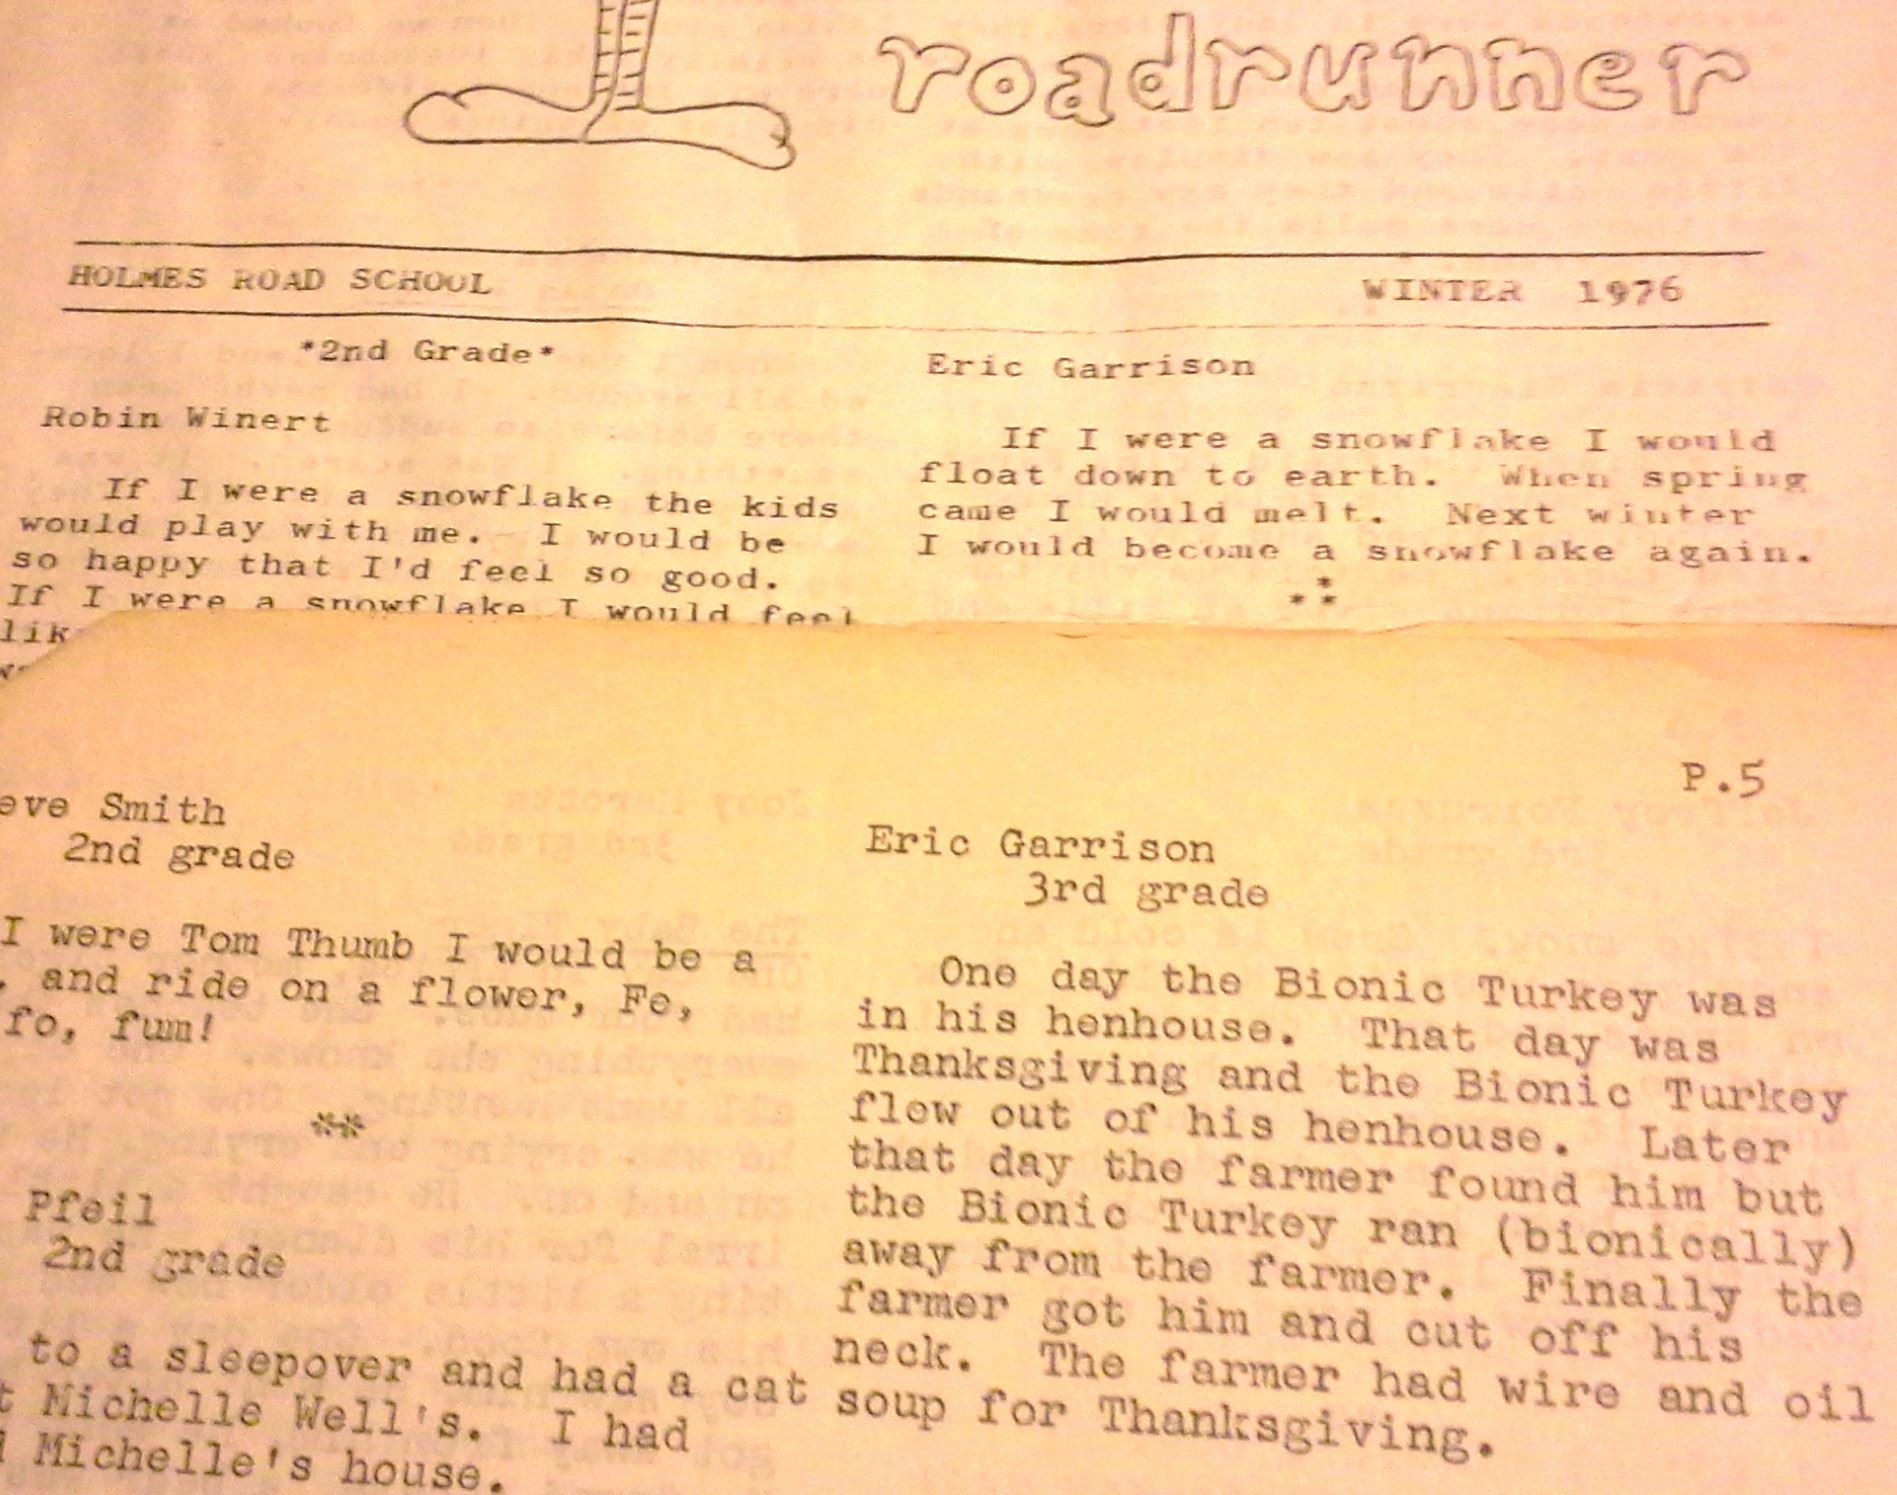 roadrunner
HOLMES ROAD SCHOOL
WINTER 1976
*2nd Grade*
Robin Winert
If I were a snowflake the kids
would play with me. I would be
so happy that I'd feel so good.
If I were a snowflake I would feel
lik
Eric Garrison
If I were a snowflake I would
float down to earth. When spring
came I would melt. Next winter
I would become a snowflake again.
*
* *
P.5
eve Smith
2nd grade
I were Tom Thumb I would be a
, and ride on a flower, Fe,
fo, fum!
**
Pfeil
2nd grade
to a sleepover and had a cat
t Michelle Well's. I had
Michelle's house.
Eric Garrison
3rd grade
One day the Bionic Turkey was
in his henhouse. That day was
Thanksgiving and the Bionic Turkey
flew out of his henhouse. Later
that day the farmer found him but
the Bionic Turkey ran (bionically)
away from the farmer. Finally the
farmer got him and cut off his
neck. The farmer had wire and oil
soup for Thanksgiving.